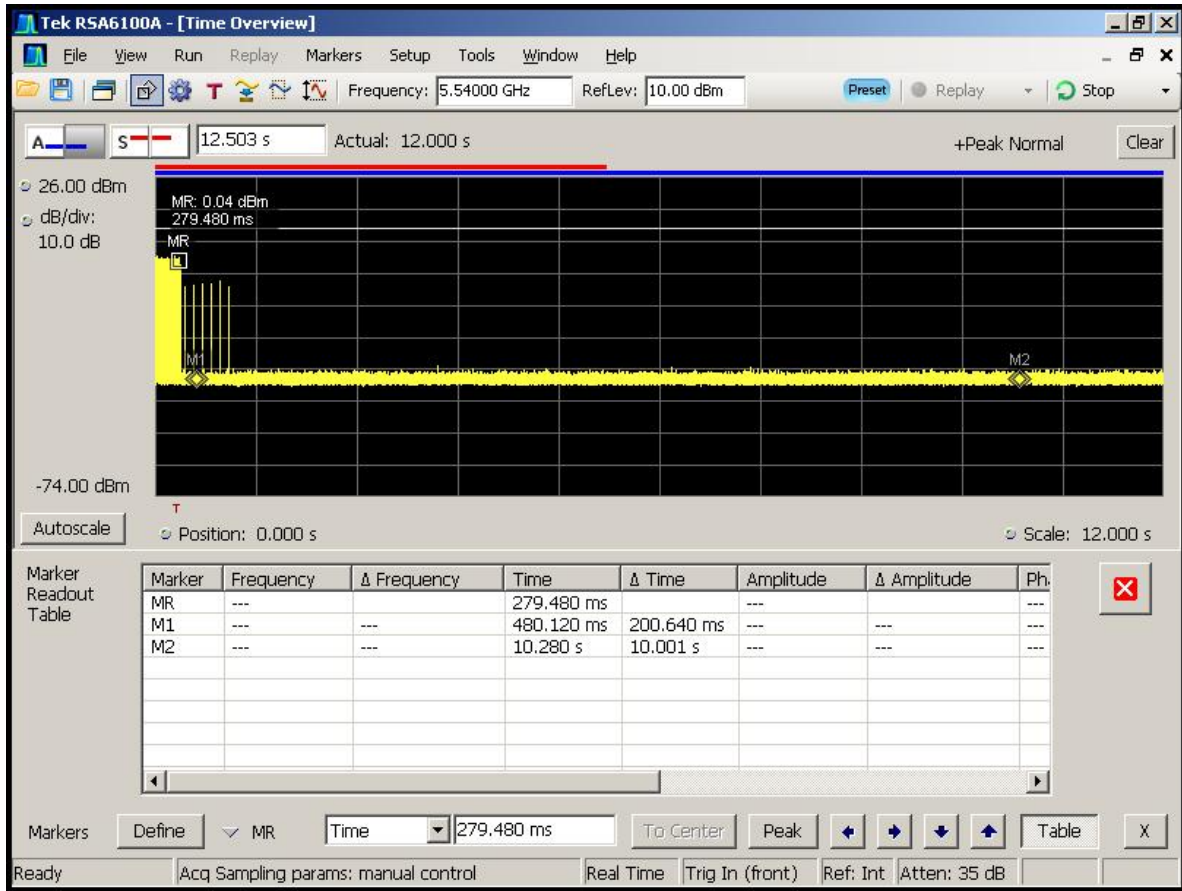 Tek RSA6100A - [Time Overview]
File View Run Replay Markers Setup Tools Window Help
T Frequency: 5.54000 GHz RefLev: 10.00 dBm Preset Replay Stop
A S 12.503 s Actual: 12.000 s +Peak Normal Clear
26.00 dBm
dB/div:
10.0 dB
MR: 0.04 dBm
279.480 ms
MR
M1
M2
-74.00 dBm
T
Autoscale Position: 0.000 s Scale: 12.000 s
Marker
Readout
Table
Marker Frequency Δ Frequency Time Δ Time Amplitude Δ Amplitude Ph
MR --- 279.480 ms --- ---
M1 --- --- 480.120 ms 200.640 ms --- --- ---
M2 --- --- 10.280 s 10.001 s --- --- ---
Markers Define MR Time 279.480 ms To Center Peak Table X
Ready Acq Sampling params: manual control Real Time Trig In (front) Ref: Int Atten: 35 dB